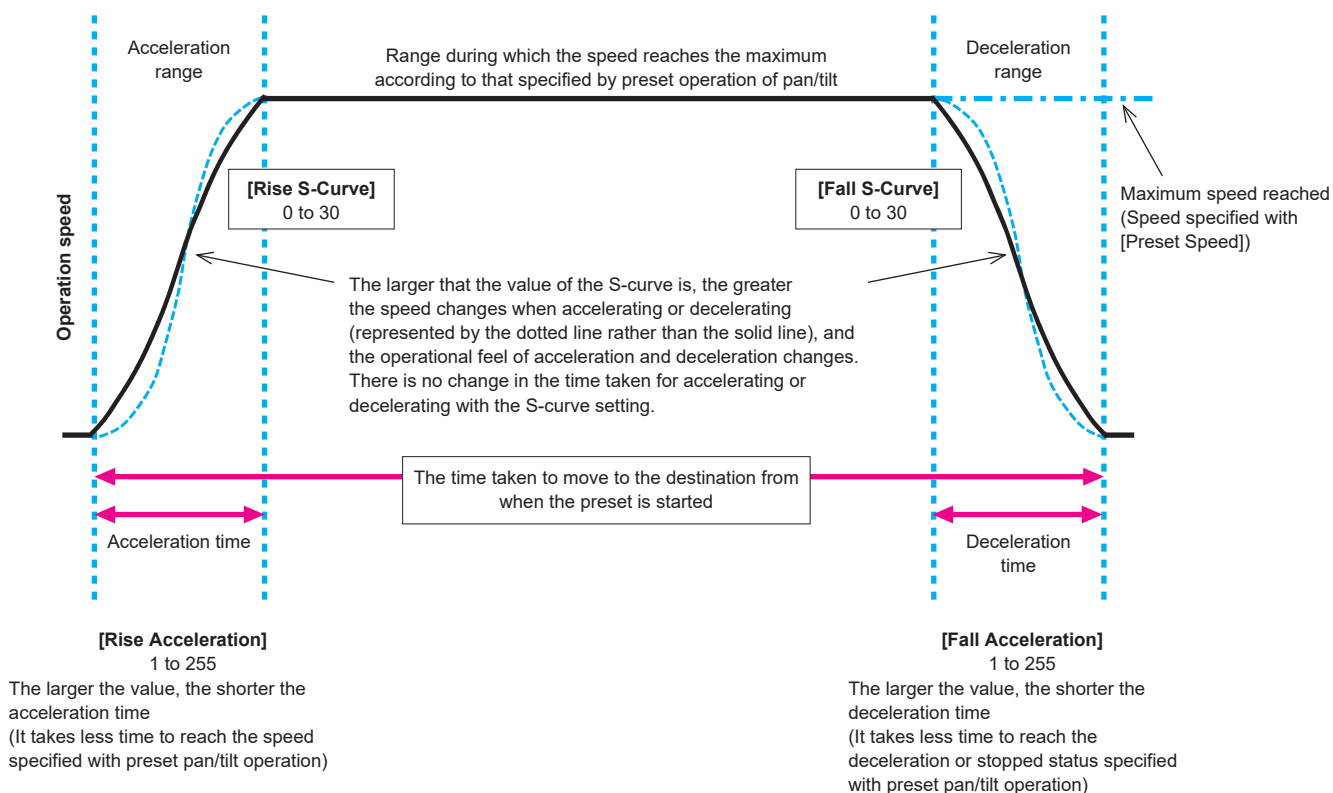 Acceleration
range
Range during which the speed reaches the maximum
according to that specified by preset operation of pan/tilt
Deceleration
range
Operation speed
[Rise S-Curve]
0 to 30
[Fall S-Curve]
0 to 30
Maximum speed reached
(Speed specified with
[Preset Speed])
The larger that the value of the S-curve is, the greater
the speed changes when accelerating or decelerating
(represented by the dotted line rather than the solid line), and
the operational feel of acceleration and deceleration changes.
There is no change in the time taken for accelerating or
decelerating with the S-curve setting.
The time taken to move to the destination from
when the preset is started
Acceleration time
Deceleration
time
[Rise Acceleration]
1 to 255
The larger the value, the shorter the
acceleration time
(It takes less time to reach the speed
specified with preset pan/tilt operation)
[Fall Acceleration]
1 to 255
The larger the value, the shorter the
deceleration time
(It takes less time to reach the
deceleration or stopped status specified
with preset pan/tilt operation)